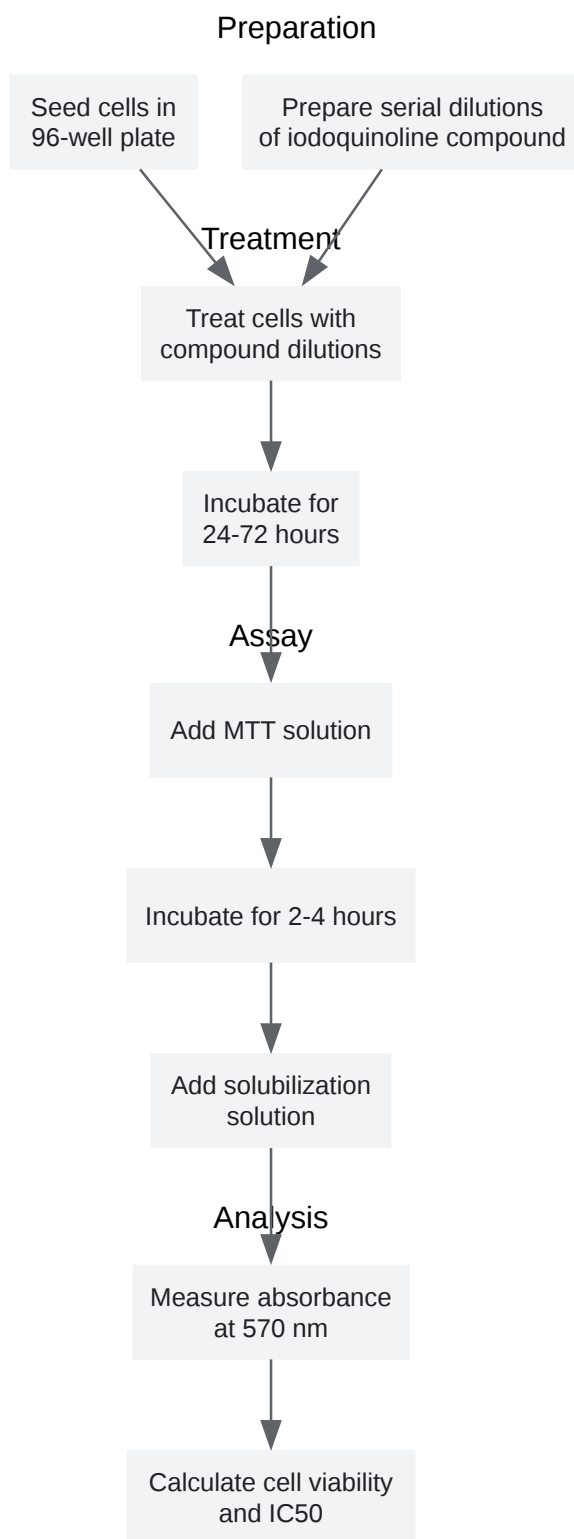 Preparation
Seed cells in
96-well plate
Prepare serial dilutions
of iodoquinoline compound
Treatment
Treat cells with
compound dilutions
Incubate for
24-72 hours
Assay
Add MTT solution
Incubate for 2-4 hours
Add solubilization
solution
Analysis
Measure absorbance
at 570 nm
Calculate cell viability
and IC50